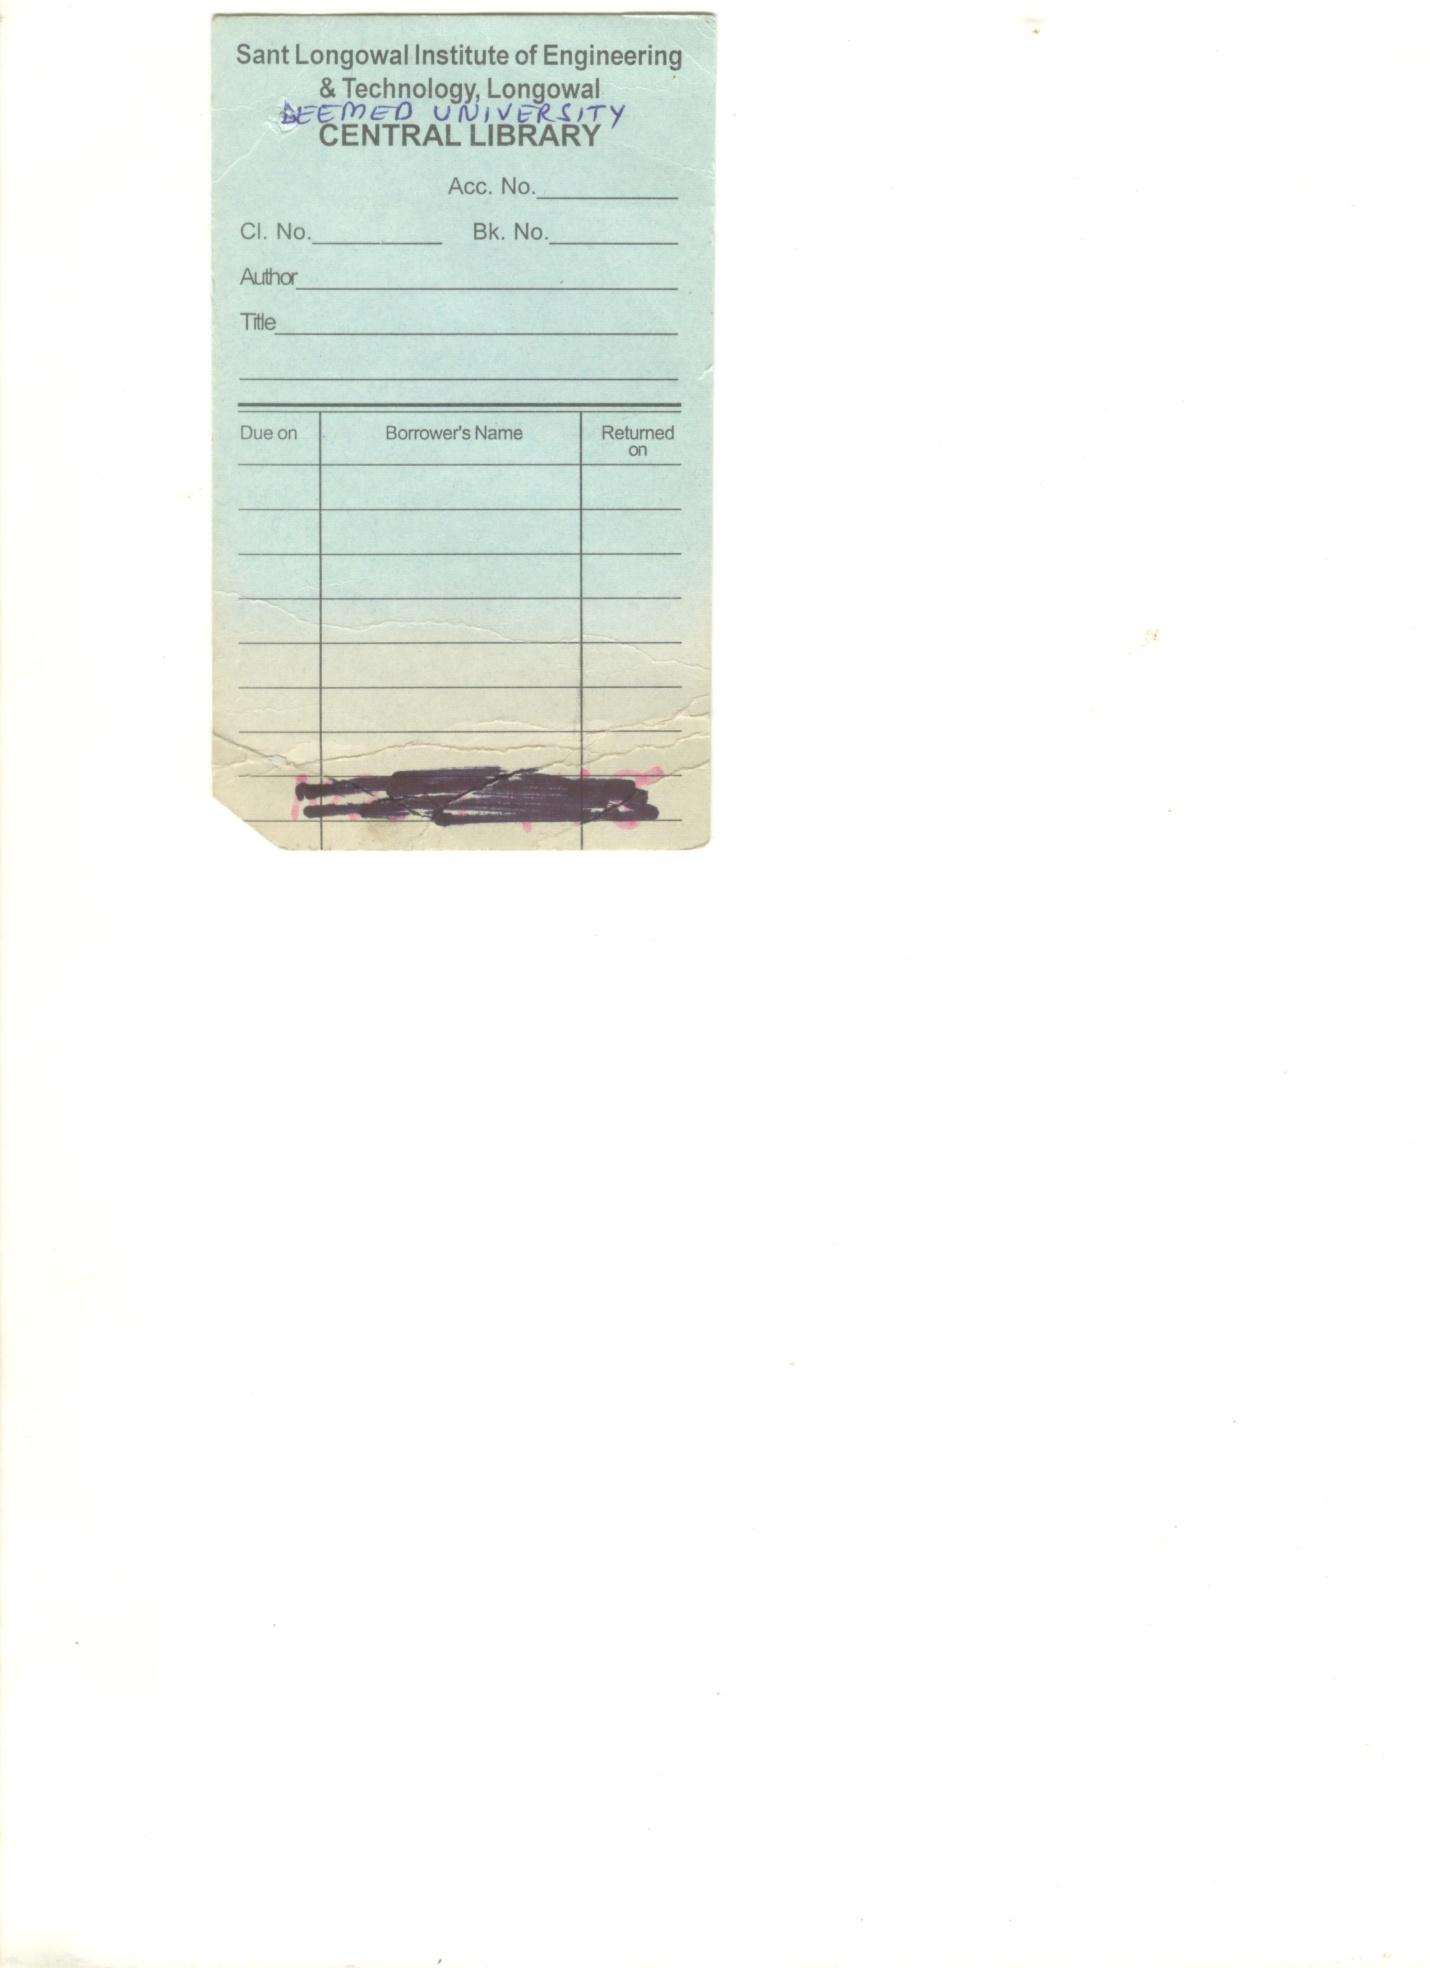 Sant Longowal Institute of Engineering
& Technology, Longowal
DEEMED UNIVERSITY
CENTRAL LIBRARY
Acc. No.
Cl. No. Bk. No.
Author
Title
Due on Borrower's Name Returned
on